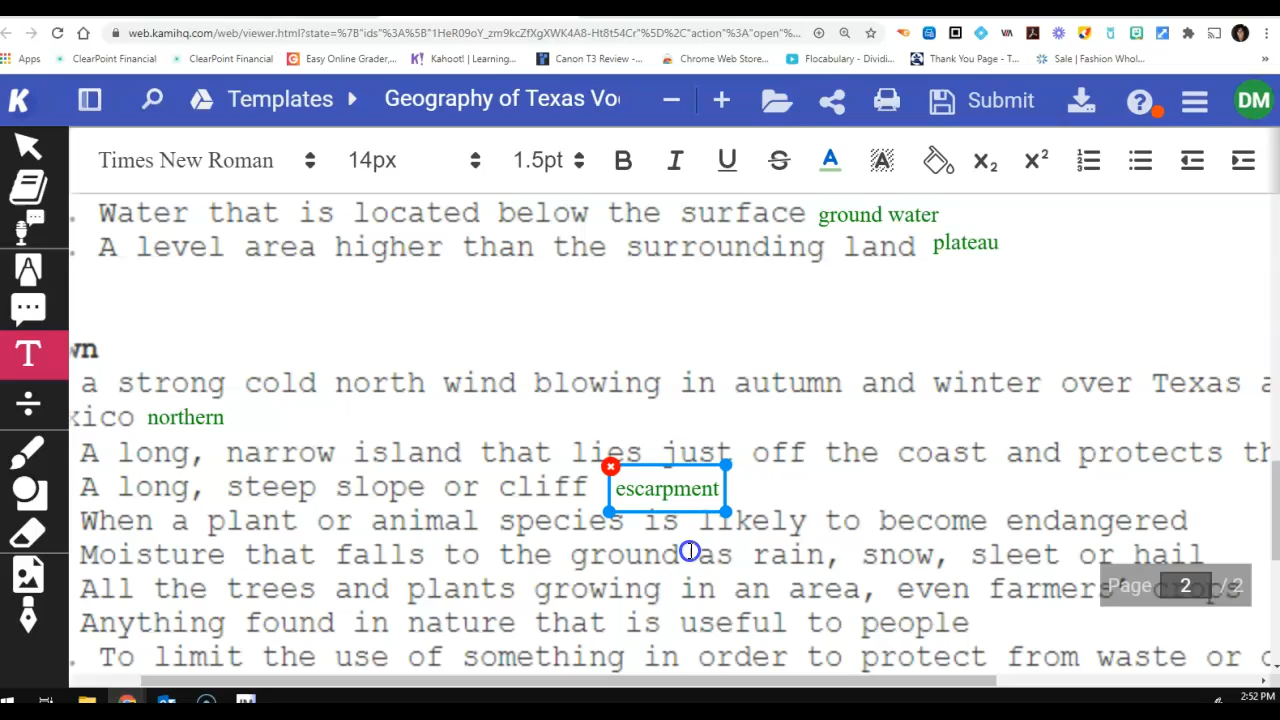 web.kamihq.com/web/viewer.html?state=%7B"ids"%3A%5B"1HeR09oY_zm9kcZfXgXWK4A8-Ht8t54Cr"%5D%2C"action"%3A"open"%...
Apps ClearPoint Financial ClearPoint Financial Easy Online Grader,... Kahoot! | Learning... Canon T3 Review -... Chrome Web Store... Flocabulary - Dividi... Thank You Page - T... Sale | Fashion Whol... »
K Templates Geography of Texas Vo Submit DM
Times New Roman 14px 1.5pt B I U S A A X2 X2
. Water that is located below the surface ground water
. A level area higher than the surrounding land plateau
wn
a strong cold north wind blowing in autumn and winter over Texas a
xico northern
A long, narrow island that lies just off the coast and protects th
A long, steep slope or cliff escarpment
When a plant or animal species is likely to become endangered
Moisture that falls to the ground as rain, snow, sleet or hail
All the trees and plants growing in an area, even farmers' crops
Page 2 / 2
Anything found in nature that is useful to people
. To limit the use of something in order to protect from waste or
2:52 PM